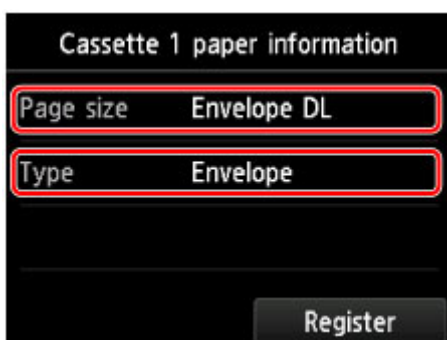 Cassette 1 paper information
Page size Envelope DL
Type Envelope
Register